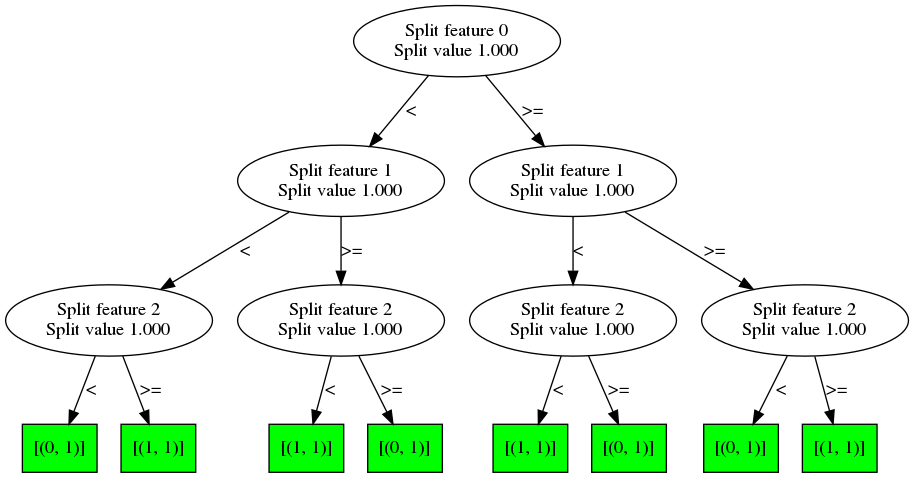 Split feature 0
Split value 1.000
<
>=
Split feature 1
Split value 1.000
Split feature 1
Split value 1.000
<
>=
<
>=
Split feature 2
Split value 1.000
Split feature 2
Split value 1.000
Split feature 2
Split value 1.000
Split feature 2
Split value 1.000
<
>=
<
>=
<
>=
<
>=
[(0, 1)]
[(1, 1)]
[(1, 1)]
[(0, 1)]
[(1, 1)]
[(0, 1)]
[(0, 1)]
[(1, 1)]